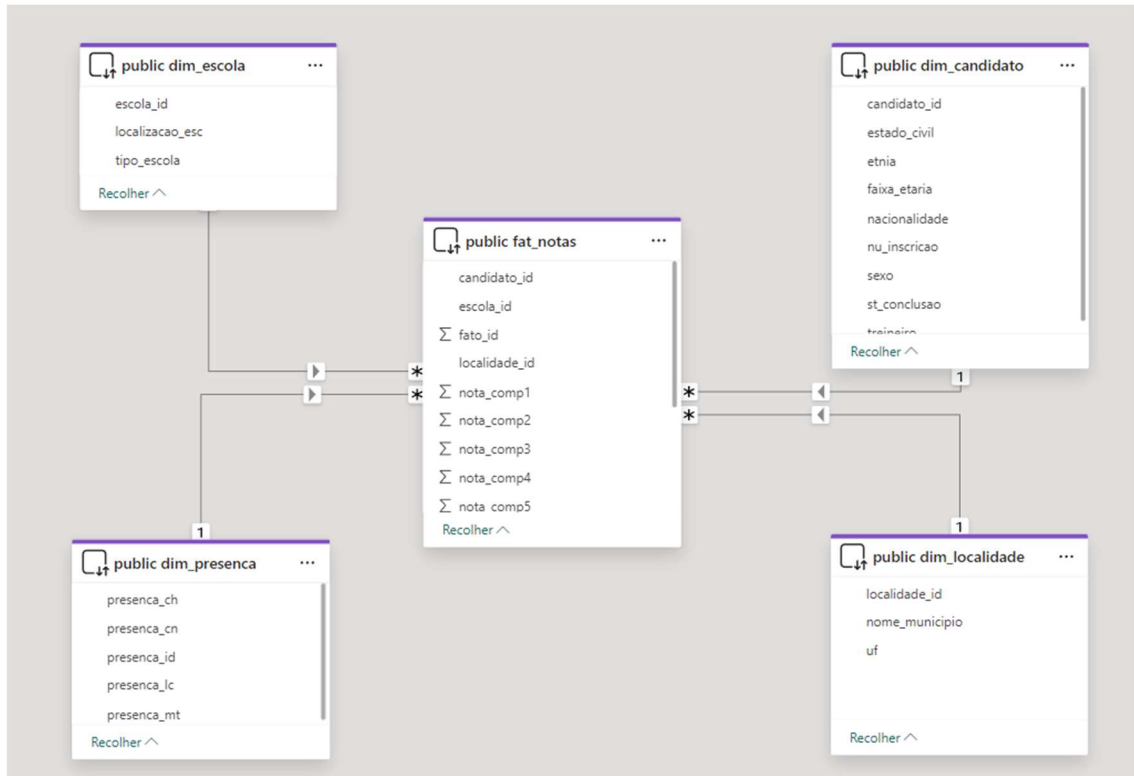 public dim_escola ...
escola_id
localizacao_esc
tipo_escola
Recolher
public dim_candidato ...
candidato_id
estado_civil
etnia
faixa_etaria
nacionalidade
nu_inscricao
sexo
st_conclusao
treineiro
Recolher
1
public fat_notas ...
candidato_id
escola_id
Σ fato_id
localidade_id
Σ nota_comp1
Σ nota_comp2
Σ nota_comp3
Σ nota_comp4
Σ nota_comp5
Recolher
*
*
*
*
1
public dim_presenca ...
presenca_ch
presenca_cn
presenca_id
presenca_lc
presenca_mt
Recolher
1
public dim_localidade ...
localidade_id
nome_municipio
uf
Recolher